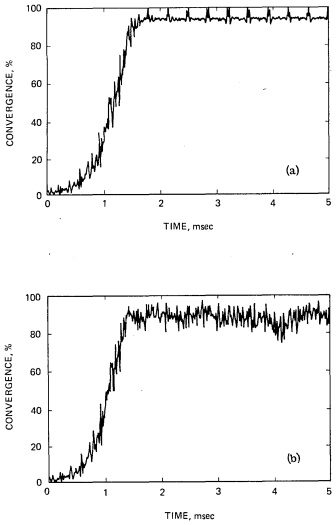 100
80
60
40
20
0
CONVERGENCE, %
(a)
0 1 2 3 4 5
TIME, msec
100
80
60
40
20
0
CONVERGENCE, %
(b)
0 1 2 3 4 5
TIME, msec